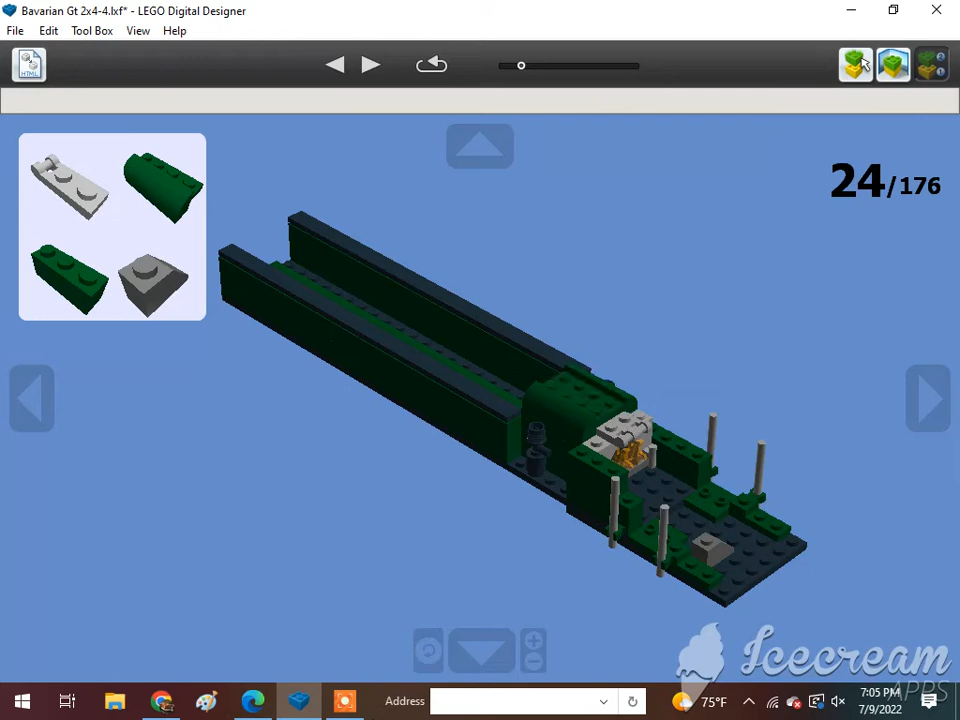 Bavarian Gt 2x4-4.lxf* - LEGO Digital Designer
File Edit Tool Box View Help
HTML
24/176
Icecream
APPS
Address
75°F
7:05 PM
7/9/2022